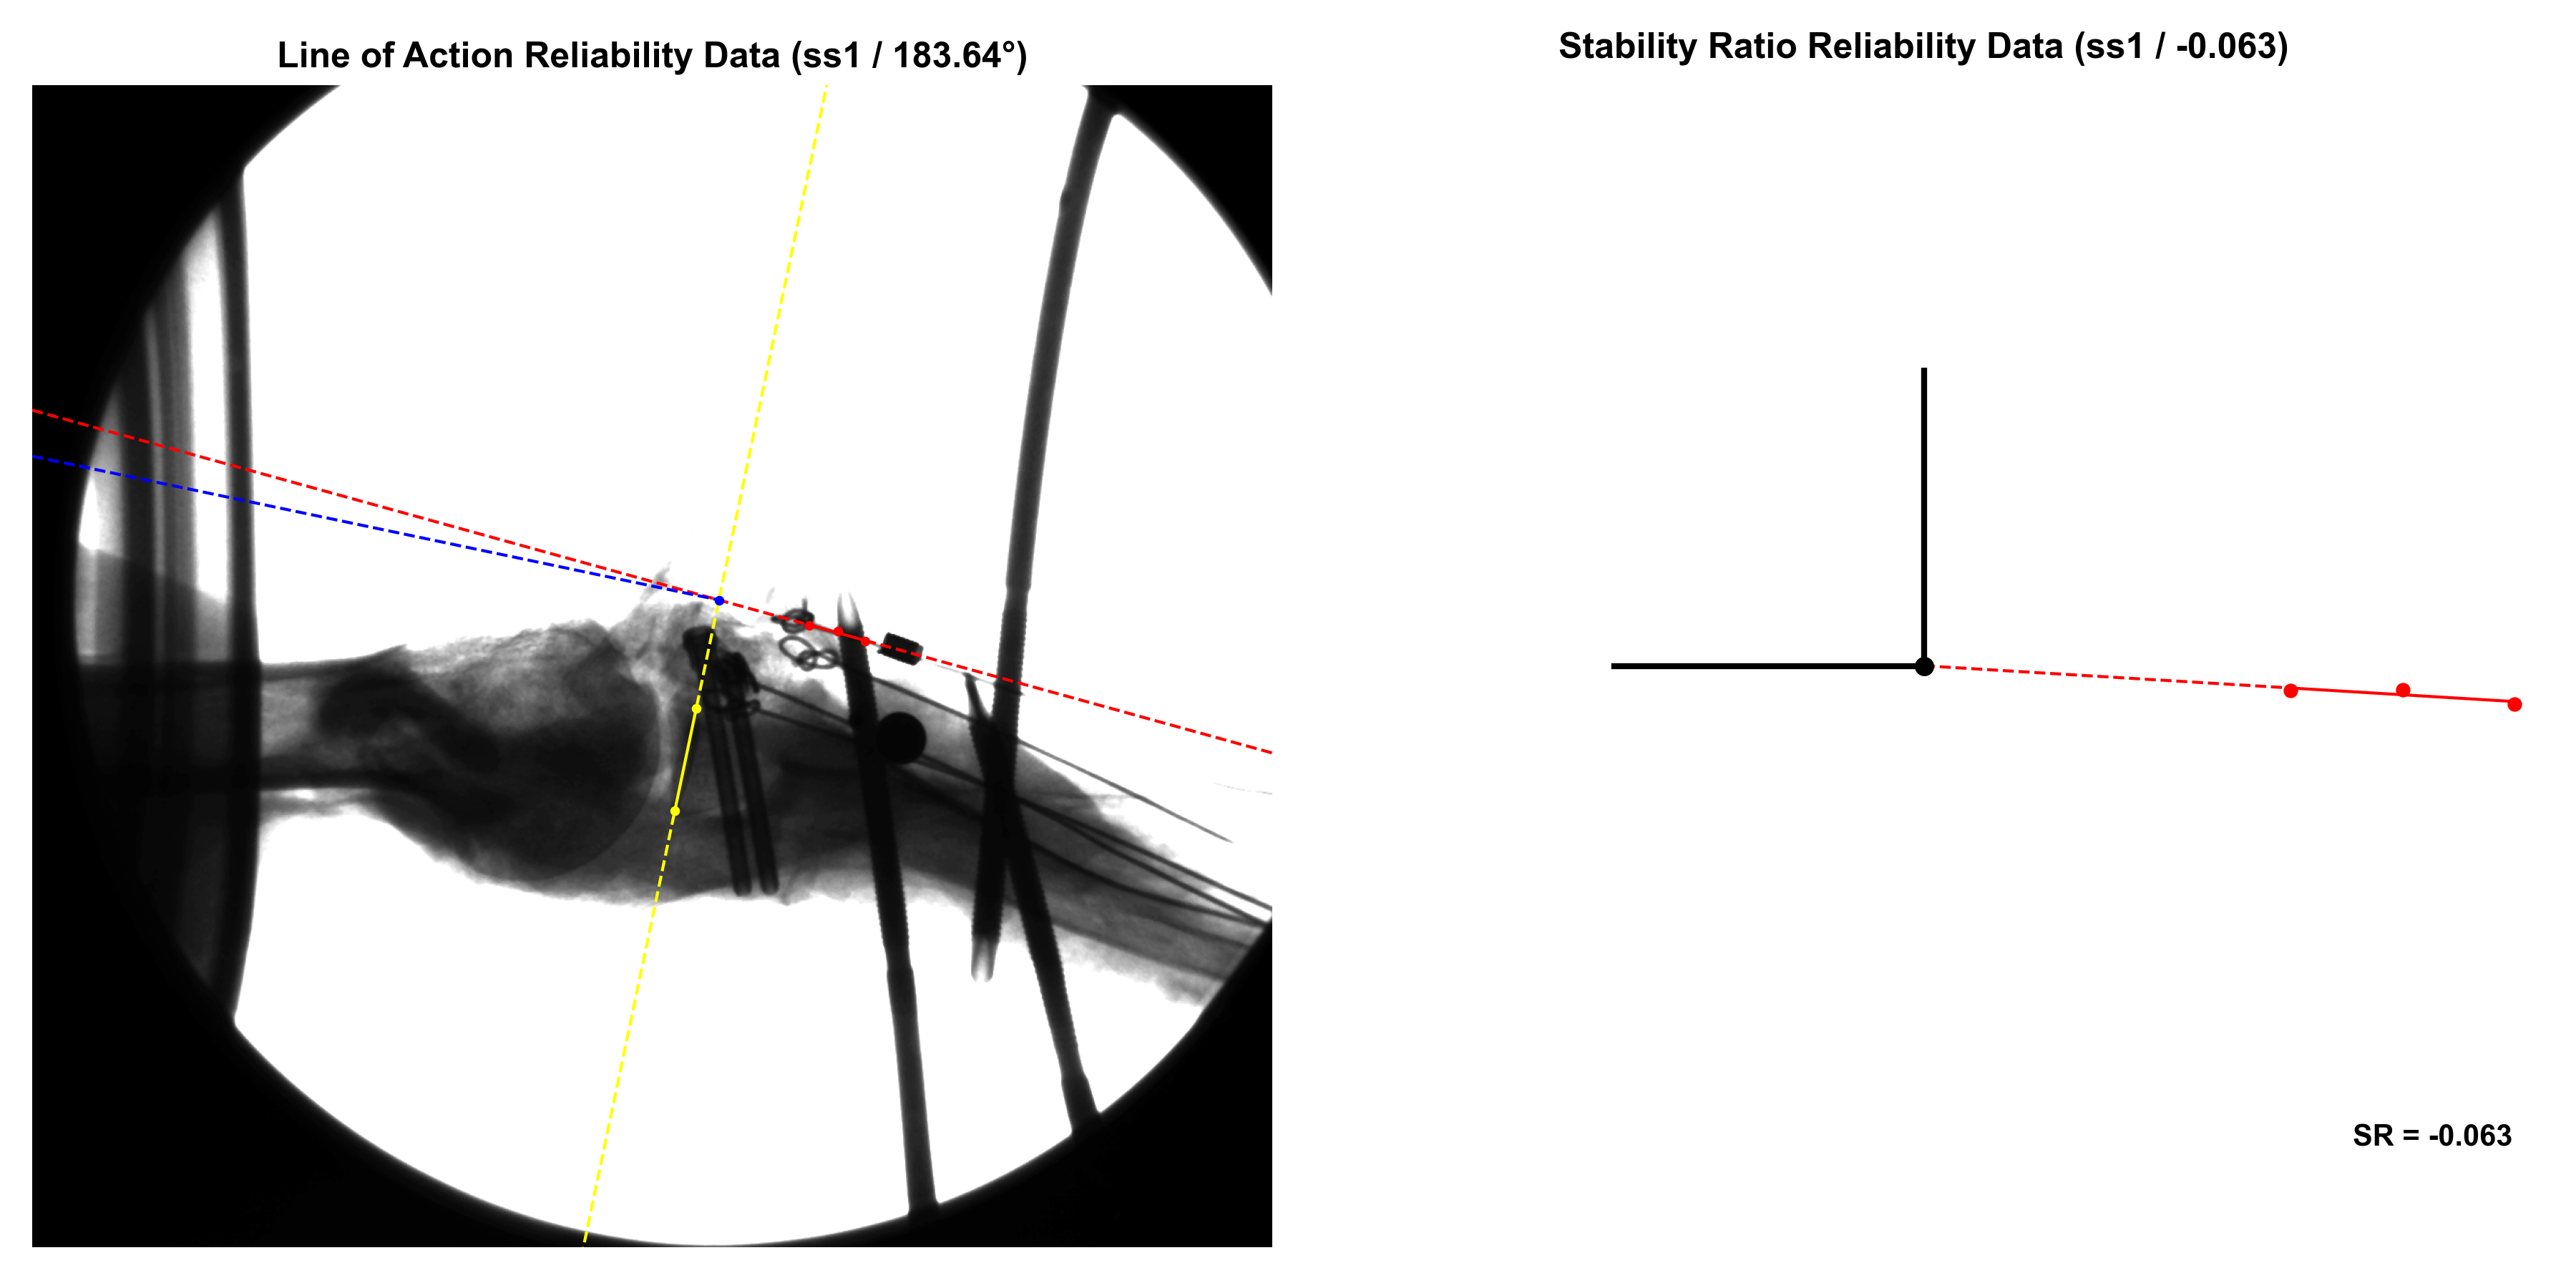 Line of Action Reliability Data (ss1 / 183.64°)
Stability Ratio Reliability Data (ss1 / -0.063)
SR = -0.063